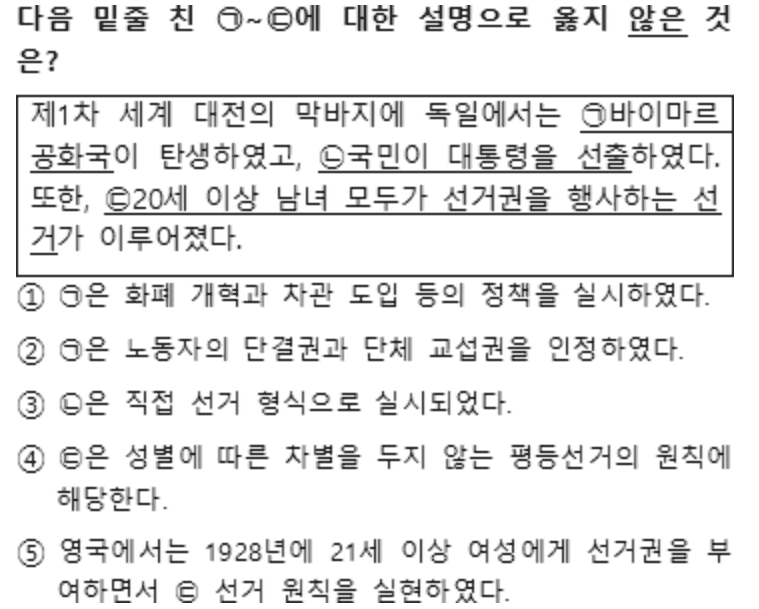 다음 밑줄 친 ㉠~㉢에 대한 설명으로 옳지 않은 것
은?
제1차 세계 대전의 막바지에 독일에서는 ㉠바이마르
공화국이 탄생하였고, ㉡국민이 대통령을 선출하였다.
또한, ㉢20세 이상 남녀 모두가 선거권을 행사하는 선
거가 이루어졌다.
① ㉠은 화폐 개혁과 차관 도입 등의 정책을 실시하였다.
② ㉠은 노동자의 단결권과 단체 교섭권을 인정하였다.
③ ㉡은 직접 선거 형식으로 실시되었다.
④ ㉢은 성별에 따른 차별을 두지 않는 평등선거의 원칙에
해당한다.
⑤ 영국에서는 1928년에 21세 이상 여성에게 선거권을 부
여하면서 ㉢ 선거 원칙을 실현하였다.